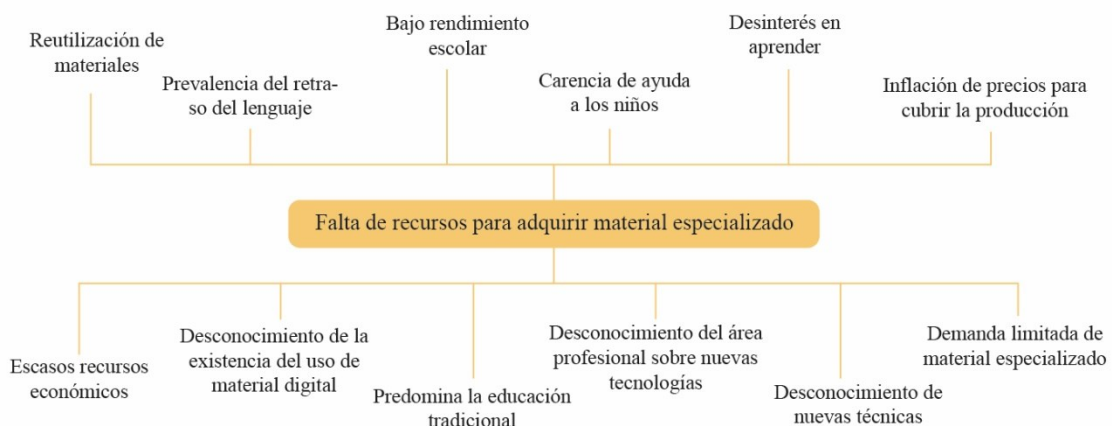 Reutilización de
materiales
Prevalencia del retra-
so del lenguaje
Bajo rendimiento
escolar
Carencia de ayuda
a los niños
Desinterés en
aprender
Inflación de precios para
cubrir la producción
Falta de recursos para adquirir material especializado
Escasos recursos
económicos
Desconocimiento de la
existencia del uso de
material digital
Predomina la educación
tradicional
Desconocimiento del área
profesional sobre nuevas
tecnologías
Desconocimiento de
nuevas técnicas
Demanda limitada de
material especializado